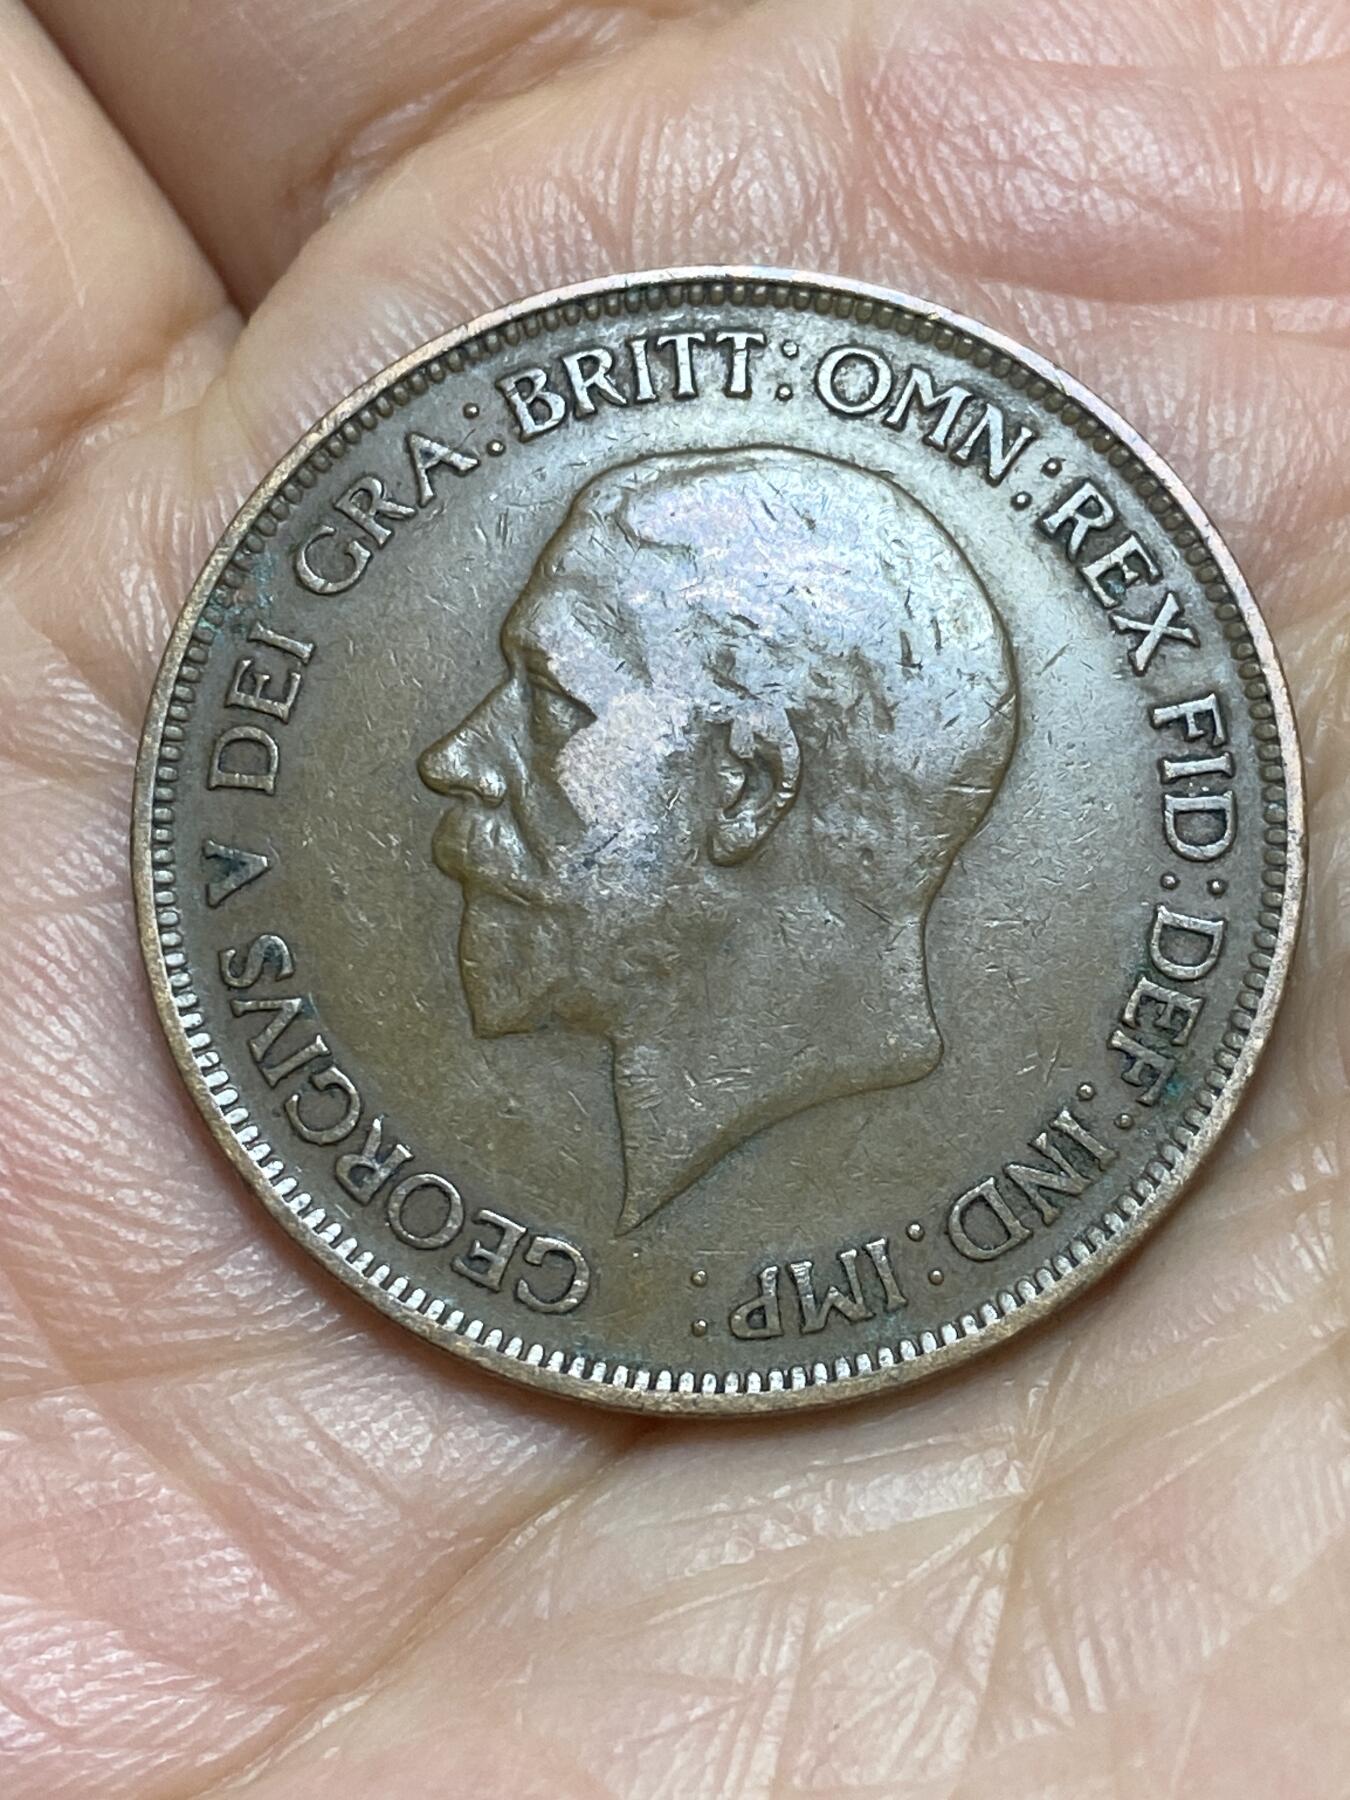 GEORGIVS V DEI GRA: BRITT: OMN: REX FID: DEF: IND: IMP: